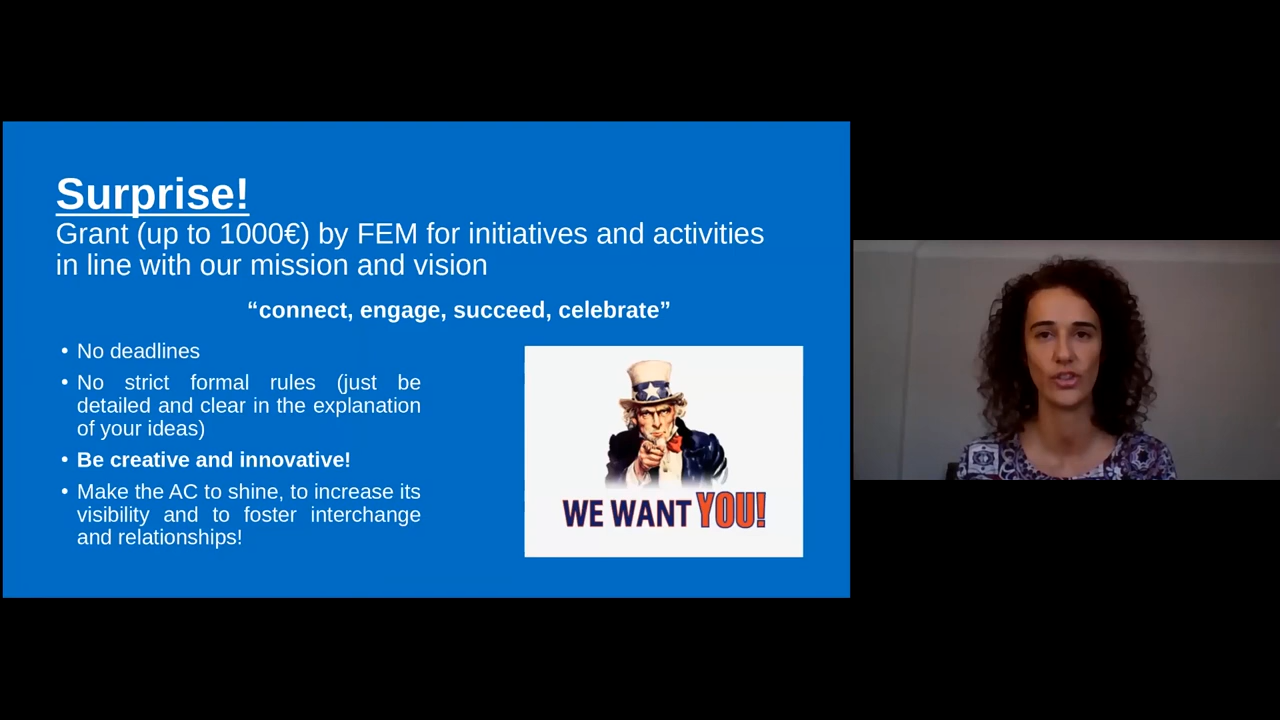 Surprise!
Grant (up to 1000€) by FEM for initiatives and activities
in line with our mission and vision
“connect, engage, succeed, celebrate”
• No deadlines
• No strict formal rules (just be
detailed and clear in the explanation
of your ideas)
• Be creative and innovative!
• Make the AC to shine, to increase its
visibility and to foster interchange
and relationships!
WE WANT YOU!